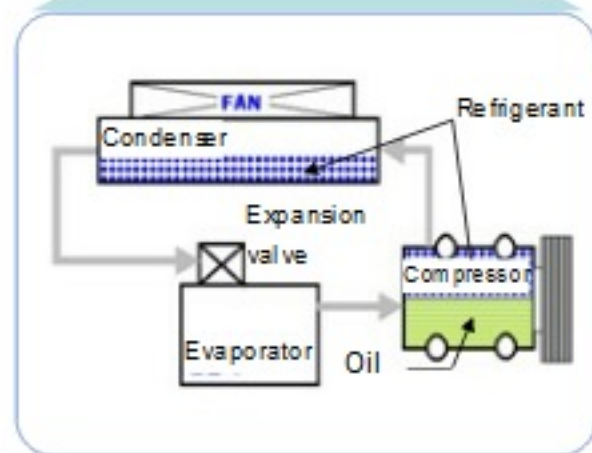 FAN
Condenser
Refrigerant
Expansion
valve
Compressor
Evaporator
Oil